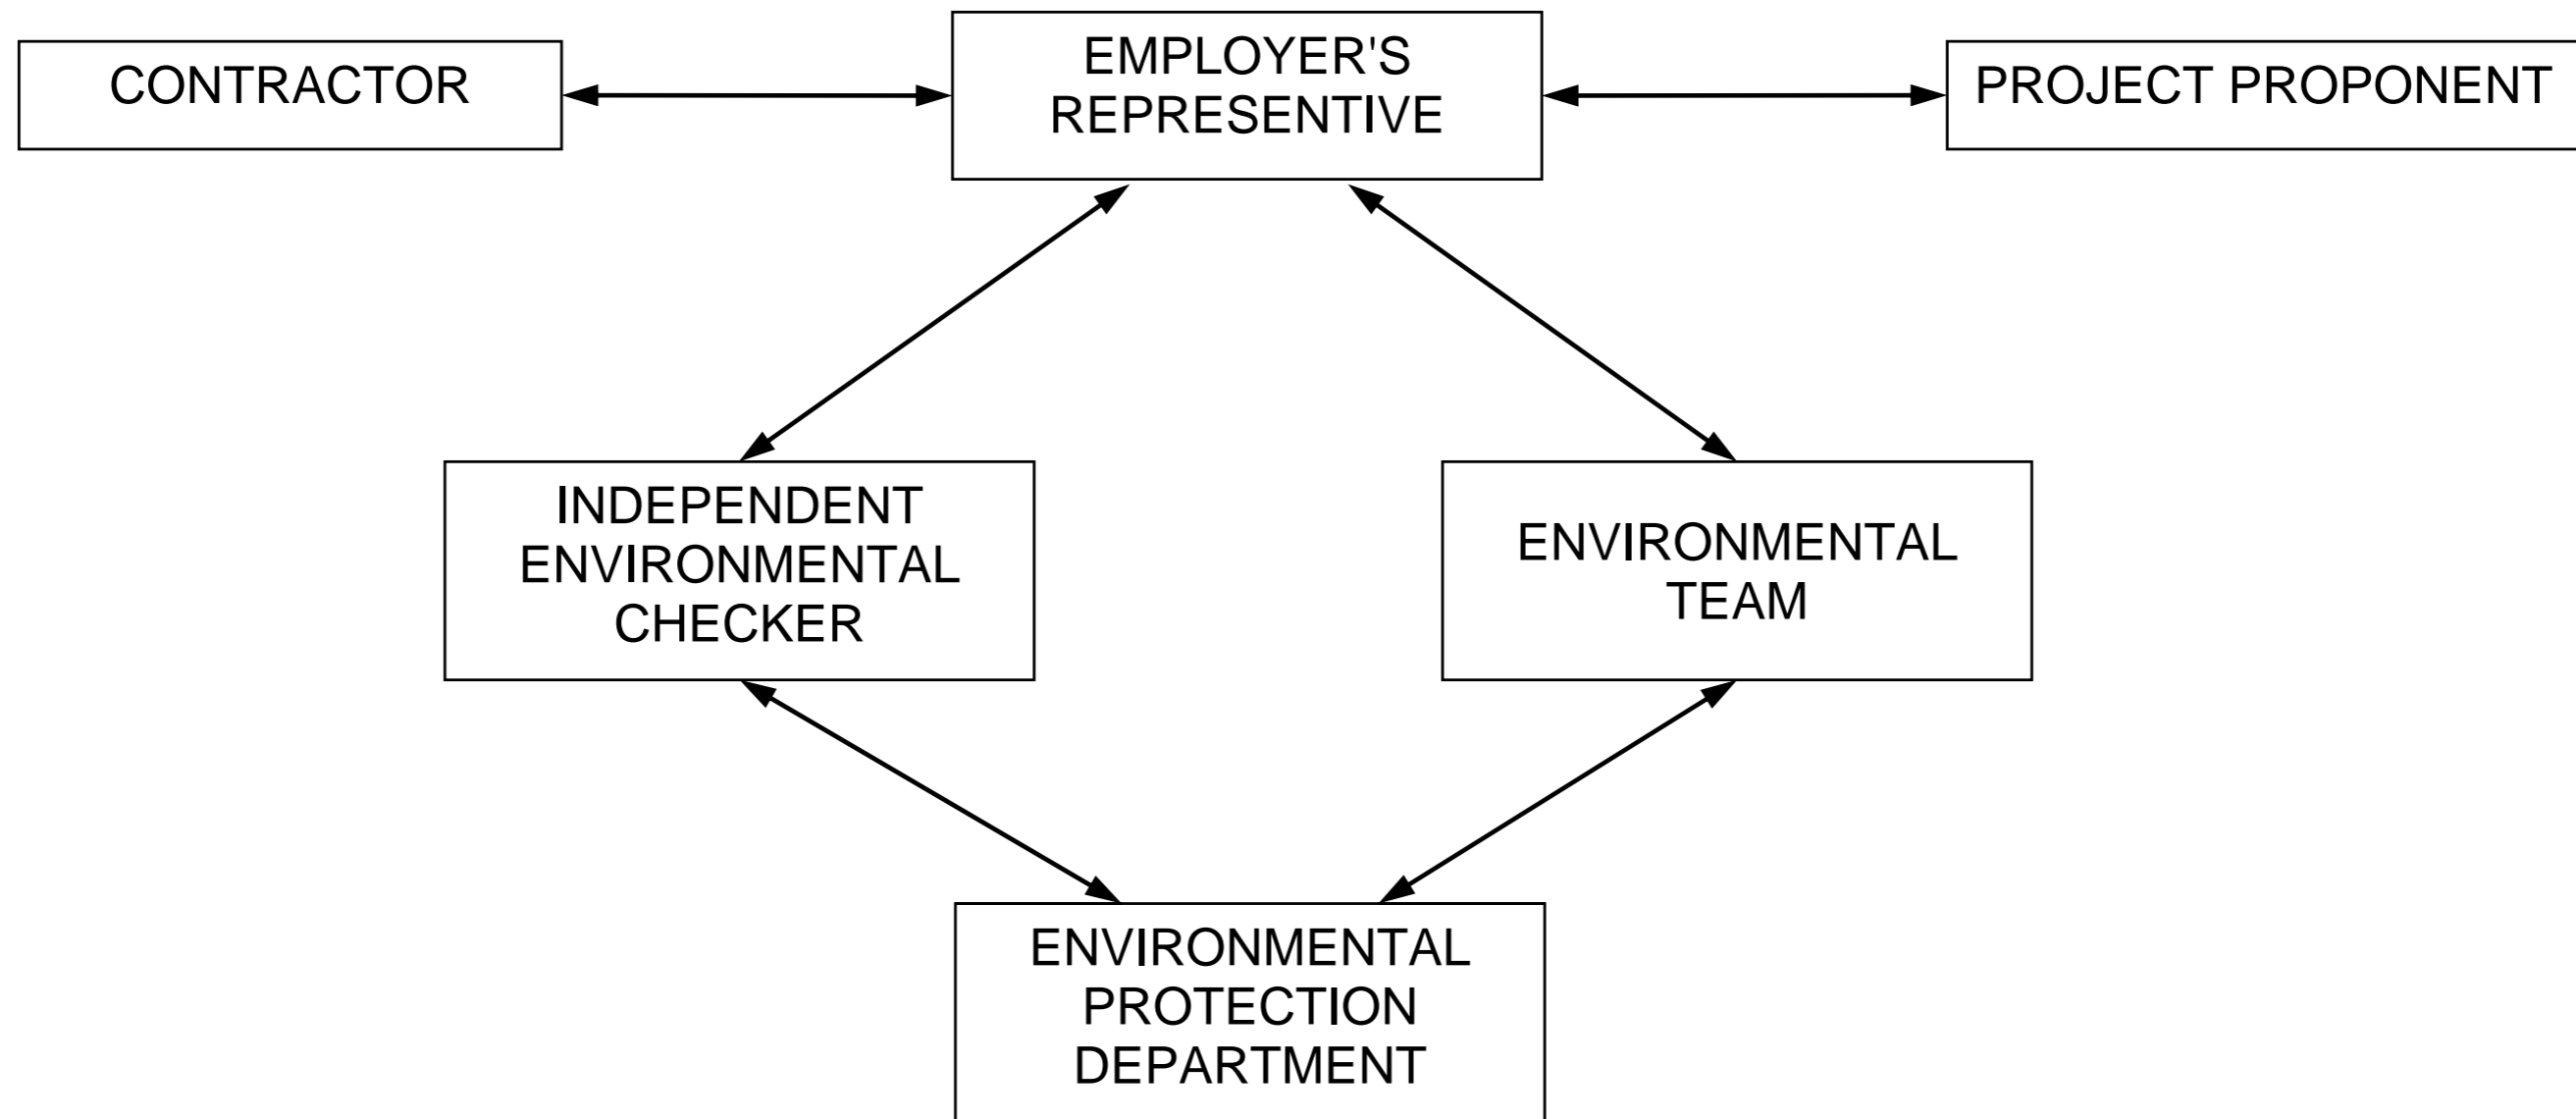 CONTRACTOR
EMPLOYER'S
REPRESENTIVE
PROJECT PROPONENT
INDEPENDENT
ENVIRONMENTAL
CHECKER
ENVIRONMENTAL
TEAM
ENVIRONMENTAL
PROTECTION
DEPARTMENT